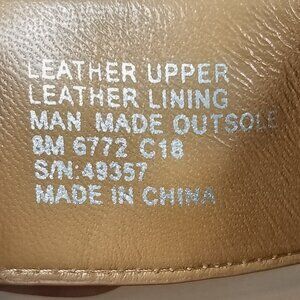 LEATHER UPPER
LEATHER LINING
MAN MADE OUTSOLE
8M 6772 C18
S/N:49357
MADE IN CHINA